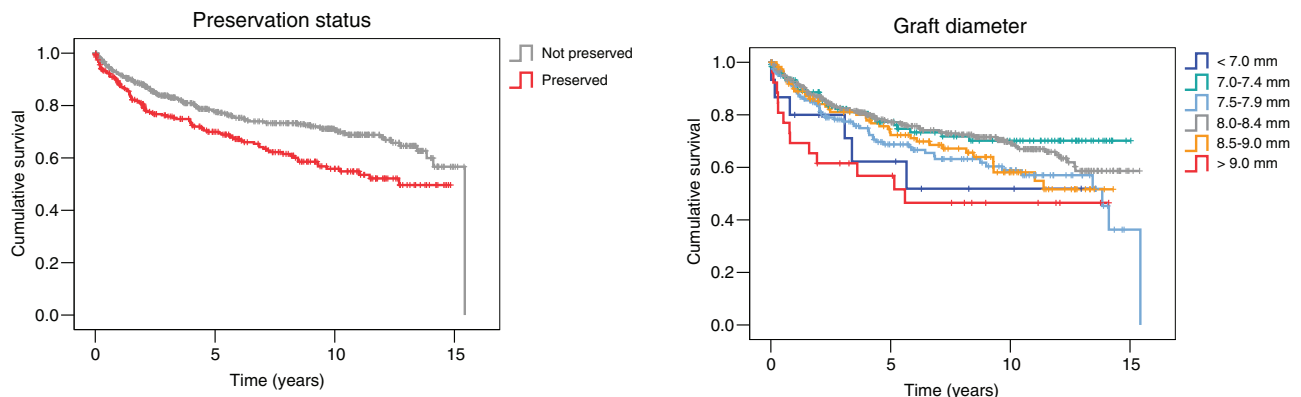 Preservation status
1.0
0.8
0.6
0.4
0.2
0.0
Cumulative survival
0
5
10
15
Time (years)
Not preserved
Preserved
Graft diameter
1.0
0.8
0.6
0.4
0.2
0.0
Cumulative survival
0
5
10
15
Time (years)
< 7.0 mm
7.0-7.4 mm
7.5-7.9 mm
8.0-8.4 mm
8.5-9.0 mm
> 9.0 mm